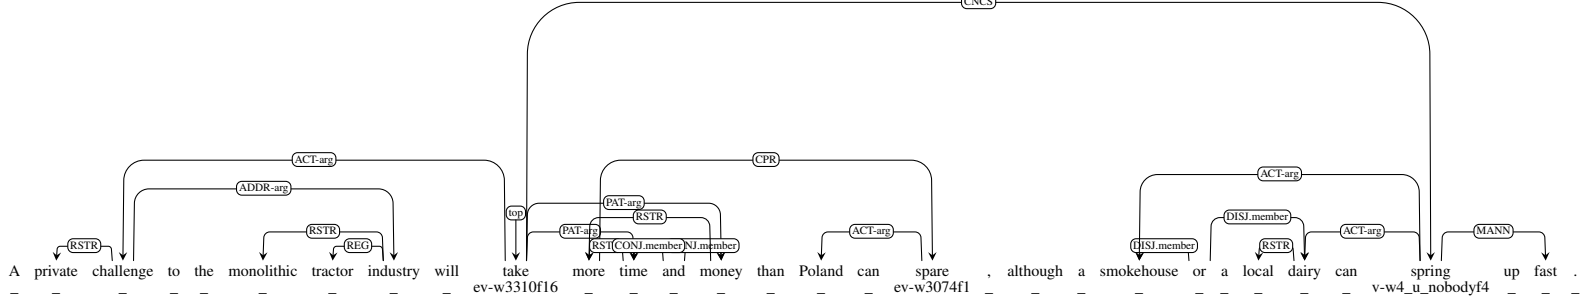 CNCS
ACT-arg CPR
ACT-arg
ADDR-arg
PAT-arg
top RSTR DISJ.member
RSTR PAT-arg ACT-arg ACT-arg MANN
RSTR REG CONJ.member DISJ.member RSTR
A private challenge to the monolithic tractor industry will take more time and money than Poland can spare , although a smokehouse or a local dairy can spring up fast .
_ _ _ _ _ _ _ _ _ ev-w3310f16 _ _ _ _ _ _ _ ev-w3074f1 _ _ _ _ _ _ _ _ _ v-w4_u_nobodyf4 _ _ _